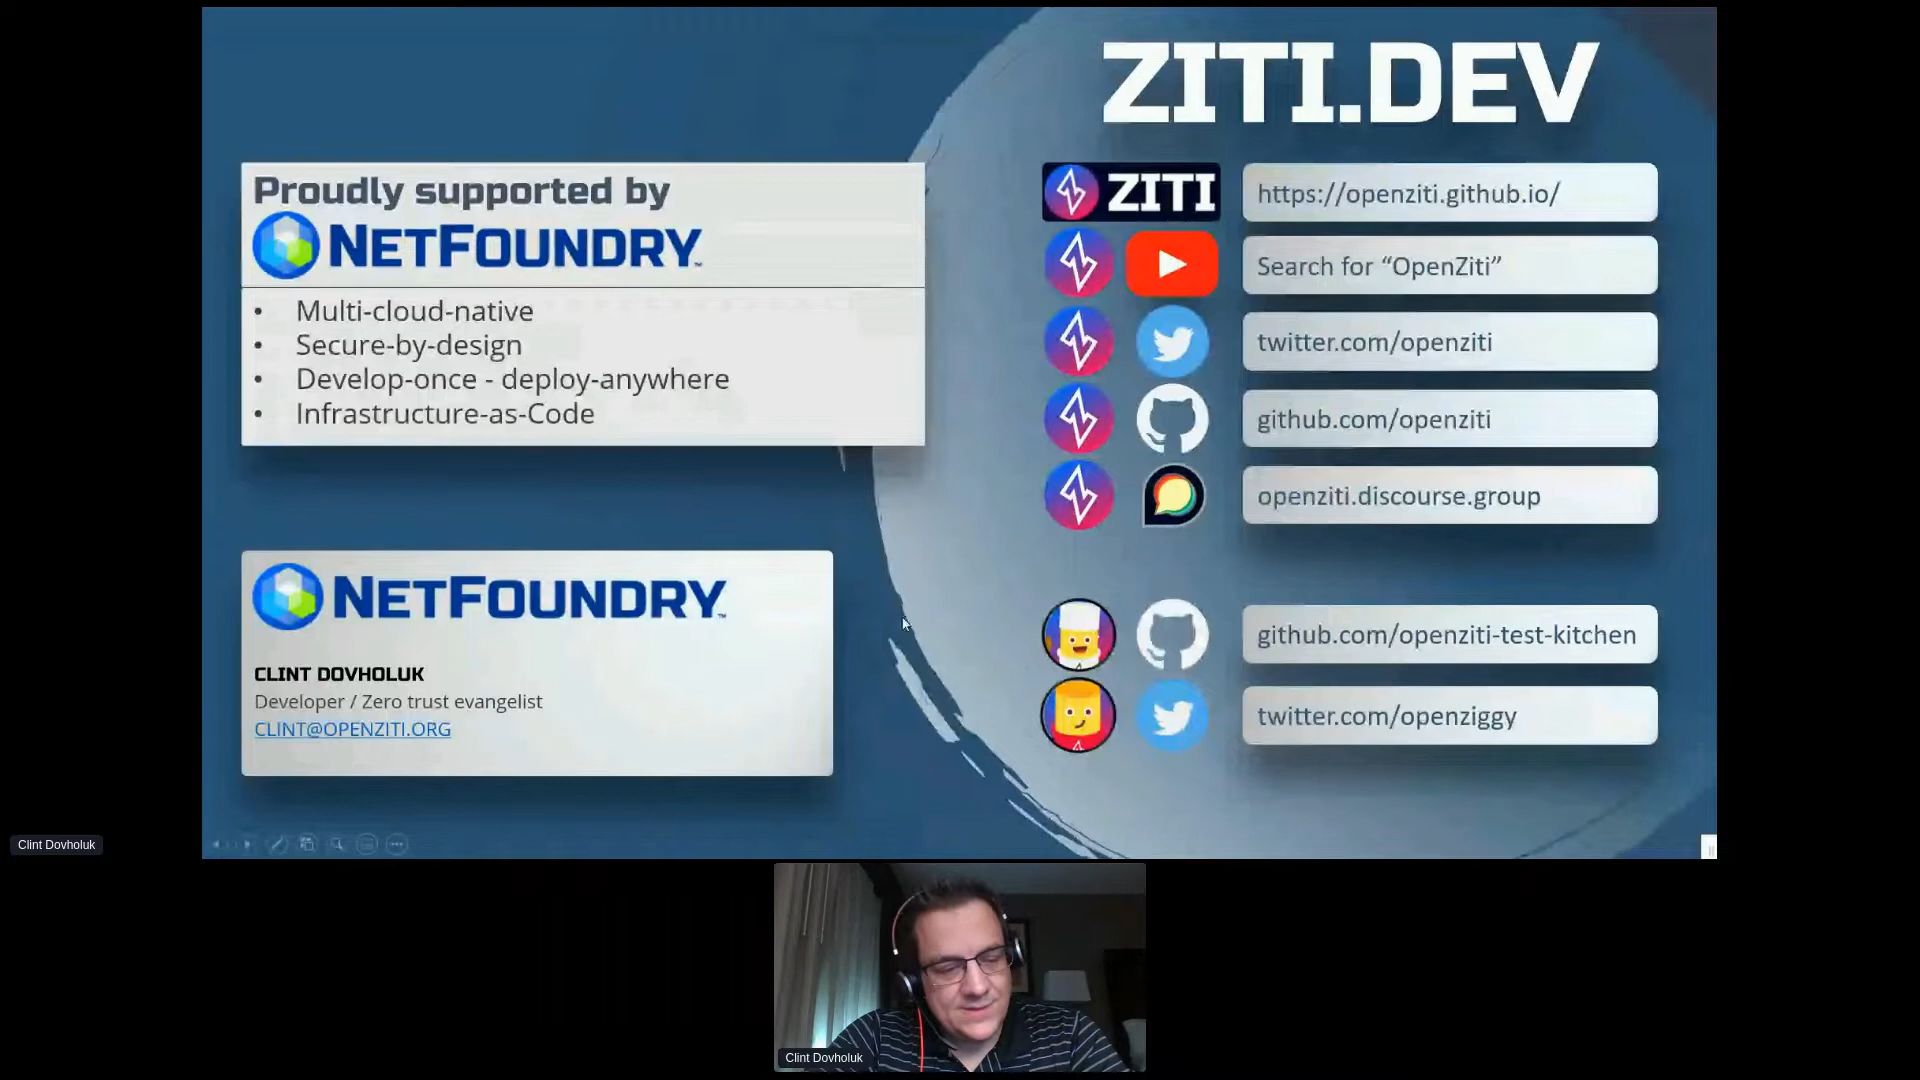 ZITI.DEV
Proudly supported by
NETFOUNDRY™
• Multi-cloud-native
• Secure-by-design
• Develop-once - deploy-anywhere
• Infrastructure-as-Code
ZITI
https://openziti.github.io/
Search for “OpenZiti”
twitter.com/openziti
github.com/openziti
openziti.discourse.group
NETFOUNDRY™
CLINT DOVHOLUK
Developer / Zero trust evangelist
CLINT@OPENZITI.ORG
github.com/openziti-test-kitchen
twitter.com/openziggy
Clint Dovholuk
Clint Dovholuk